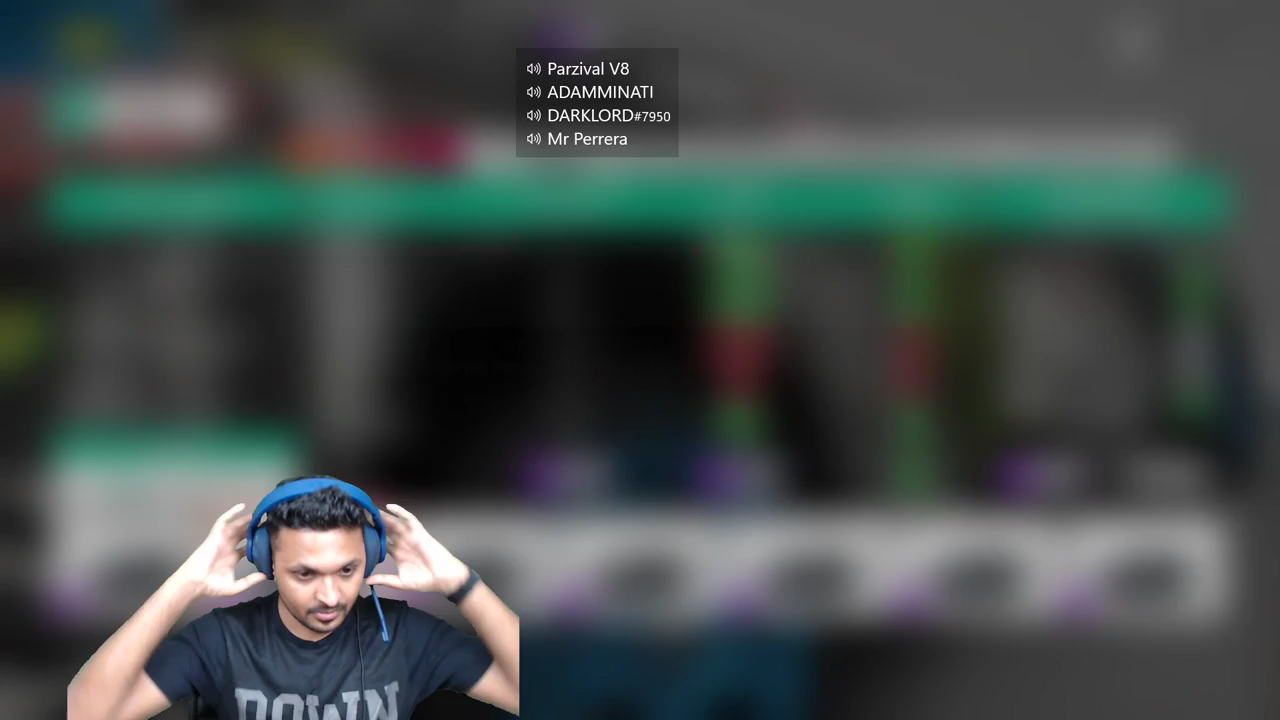 Parzival V8
ADAMMINATI
DARKLORD#7950
Mr Perrera
DOWN